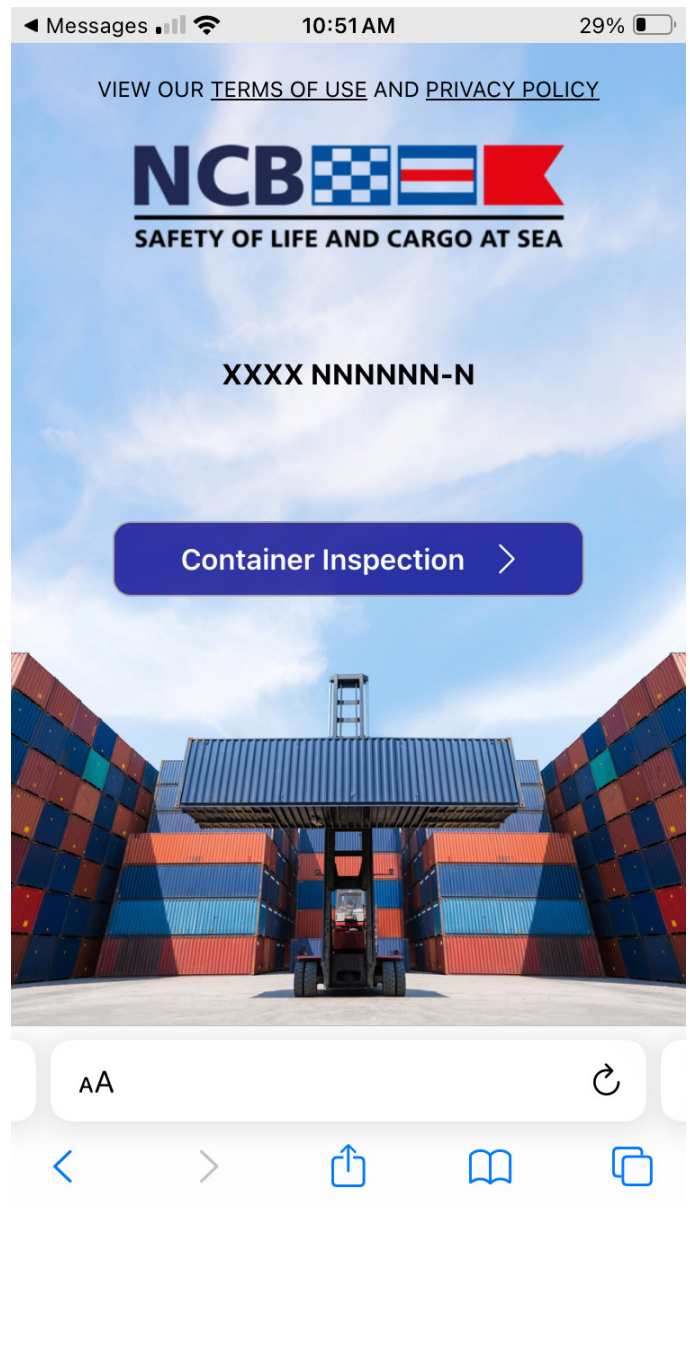 Messages 10:51 AM 29%
VIEW OUR TERMS OF USE AND PRIVACY POLICY
NCB
SAFETY OF LIFE AND CARGO AT SEA
XXXX NNNNNN-N
Container Inspection
AA